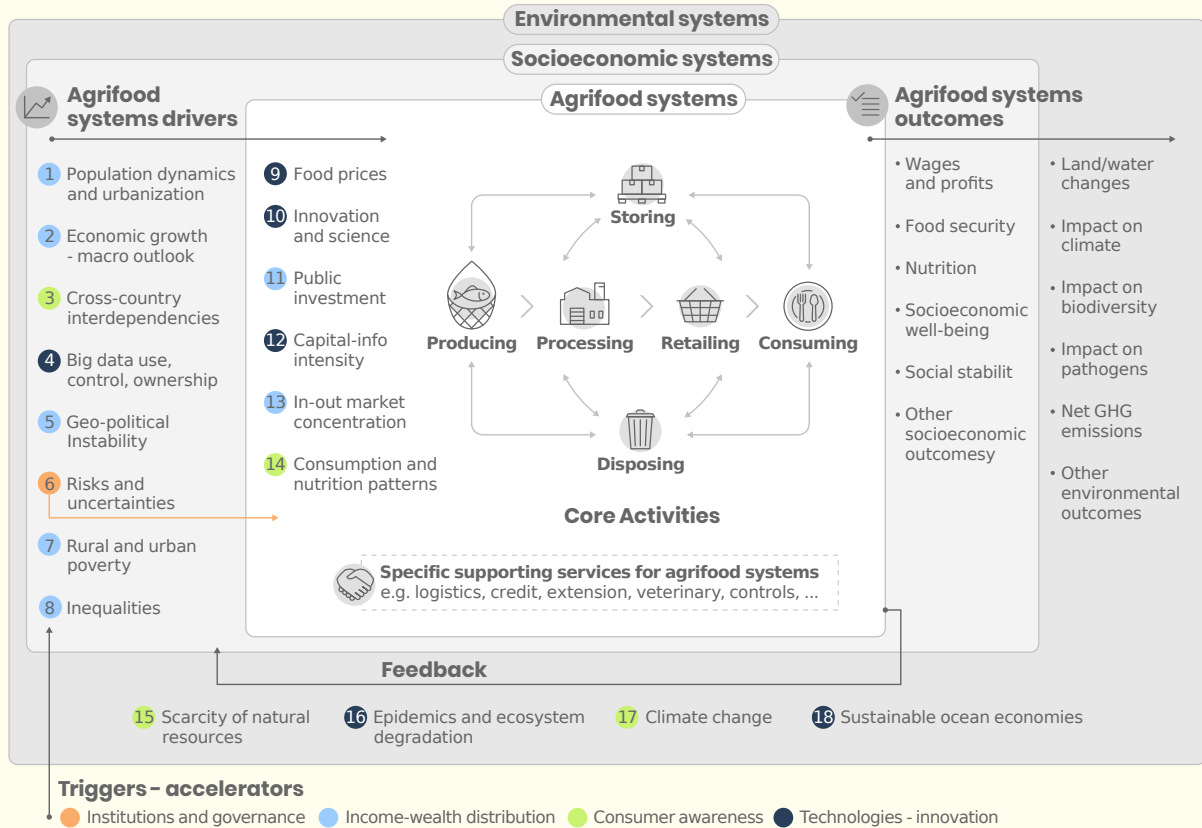 Environmental systems
Socioeconomic systems
Agrifood systems
Agrifood
systems drivers
1 Population dynamics
and urbanization
2 Economic growth
- macro outlook
3 Cross-country
interdependencies
4 Big data use,
control, ownership
5 Geo-political
Instability
6 Risks and
uncertainties
7 Rural and urban
poverty
8 Inequalities
9 Food prices
10 Innovation
and science
11 Public
investment
12 Capital-info
intensity
13 In-out market
concentration
14 Consumption and
nutrition patterns
Storing
Producing
Processing
Retailing
Consuming
Disposing
Core Activities
Specific supporting services for agrifood systems
e.g. logistics, credit, extension, veterinary, controls, ...
Agrifood systems
outcomes
• Wages
and profits
• Food security
• Nutrition
• Socioeconomic
well-being
• Social stabilit
• Other
socioeconomic
outcomesy
• Land/water
changes
• Impact on
climate
• Impact on
biodiversity
• Impact on
pathogens
• Net GHG
emissions
• Other
environmental
outcomes
Feedback
15 Scarcity of natural
resources
16 Epidemics and ecosystem
degradation
17 Climate change
18 Sustainable ocean economies
Triggers – accelerators
Institutions and governance
Income-wealth distribution
Consumer awareness
Technologies - innovation